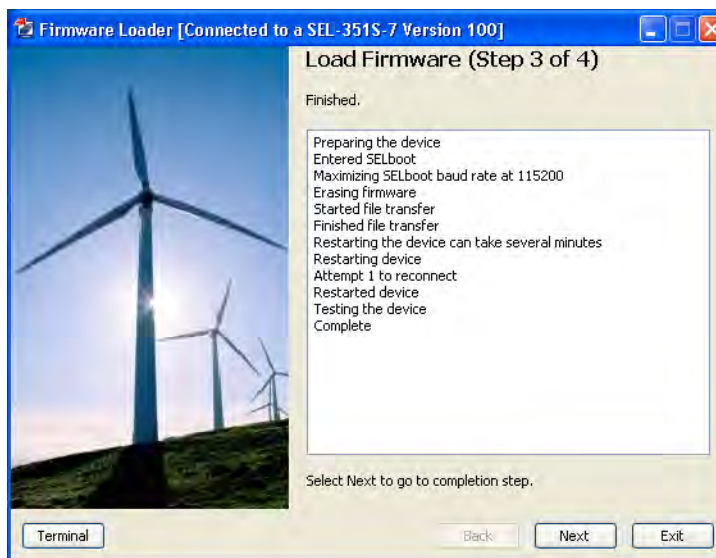 Firmware Loader [Connected to a SEL-351S-7 Version 100]
Load Firmware (Step 3 of 4)
Finished.
Preparing the device
Entered SELboot
Maximizing SELboot baud rate at 115200
Erasing firmware
Started file transfer
Finished file transfer
Restarting the device can take several minutes
Restarting device
Attempt 1 to reconnect
Restarted device
Testing the device
Complete
Select Next to go to completion step.
Terminal
Back
Next
Exit